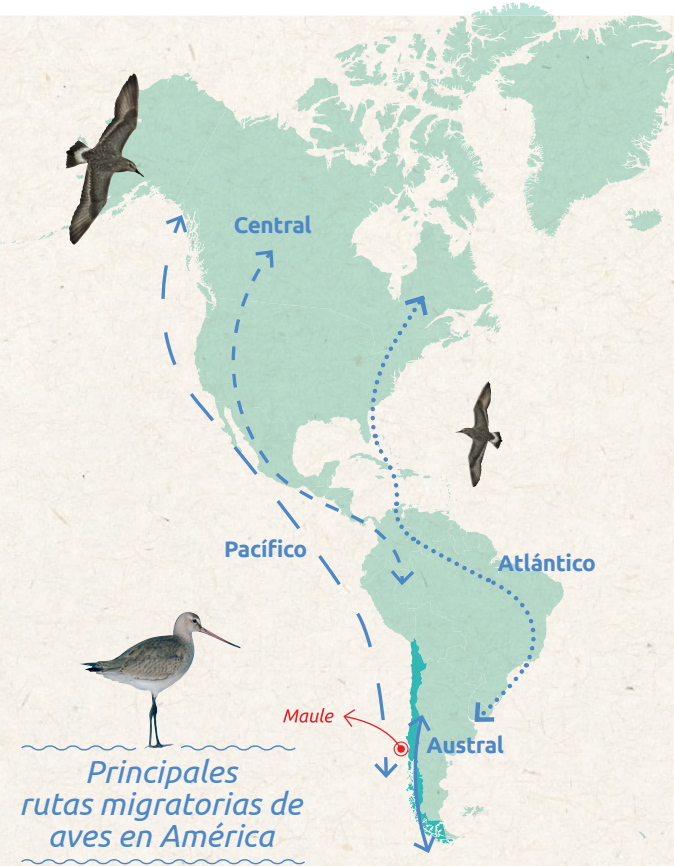 Central
Pacífico
Atlántico
Maule
Austral
Principales
rutas migratorias de
aves en América